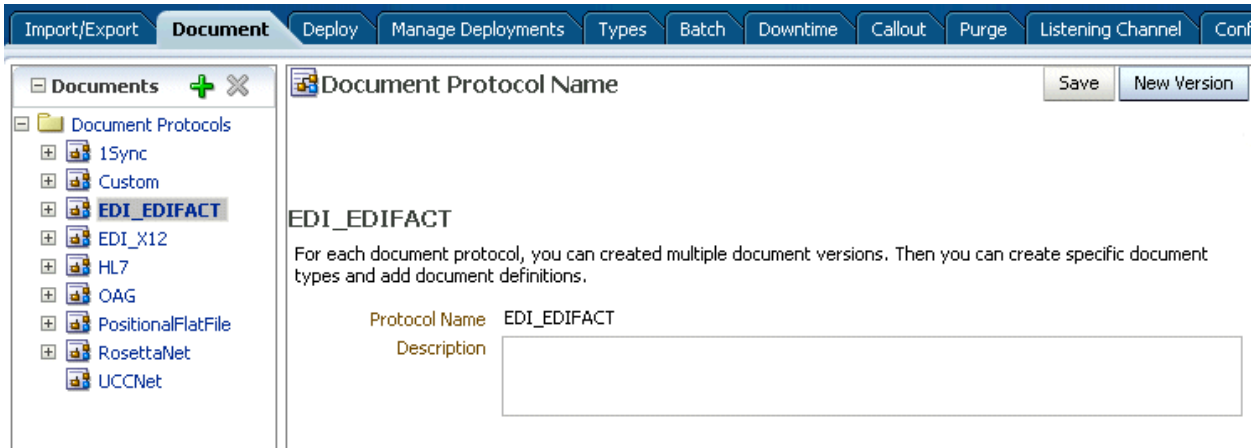 Import/Export Document Deploy Manage Deployments Types Batch Downtime Callout Purge Listening Channel
Documents
Document Protocols
1Sync
Custom
EDI_EDIFACT
EDI_X12
HL7
OAG
PositionalFlatFile
RosettaNet
UCCNet
Document Protocol Name
Save New Version
EDI_EDIFACT
For each document protocol, you can created multiple document versions. Then you can create specific document
types and add document definitions.
Protocol Name EDI_EDIFACT
Description